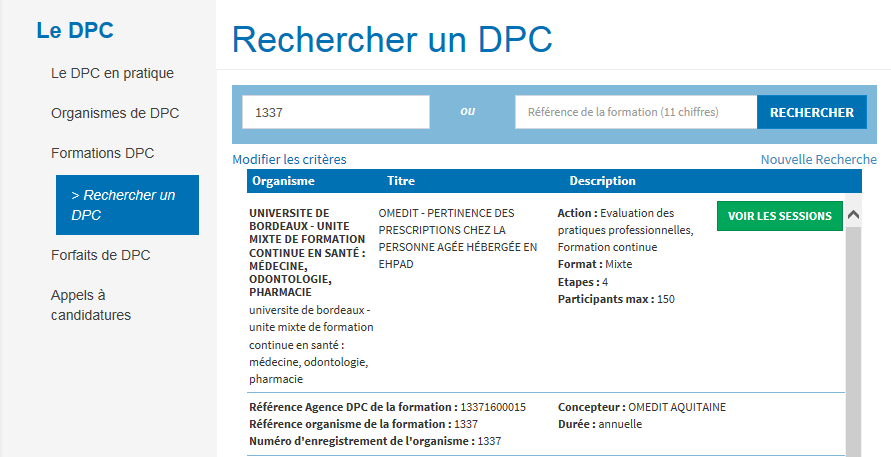 Le DPC
Le DPC en pratique
Organismes de DPC
Formations DPC
> Rechercher un
DPC
Forfaits de DPC
Appels à
candidatures
Rechercher un DPC
1337
ou
Référence de la formation (11 chiffres)
RECHERCHER
Modifier les critères
Nouvelle Recherche
Organisme
Titre
Description
UNIVERSITE DE
BORDEAUX - UNITE
MIXTE DE FORMATION
CONTINUE EN SANTÉ :
MÉDECINE,
ODONTOLOGIE,
PHARMACIE
universite de bordeaux -
unite mixte de formation
continue en santé :
médecine, odontologie,
pharmacie
OMEDIT - PERTINENCE DES
PRESCRIPTIONS CHEZ LA
PERSONNE AGÉE HÉBERGÉE EN
EHPAD
Action : Evaluation des
pratiques professionnelles,
Formation continue
Format : Mixte
Etapes : 4
Participants max : 150
VOIR LES SESSIONS
Référence Agence DPC de la formation : 13371600015
Référence organisme de la formation : 1337
Numéro d'enregistrement de l'organisme : 1337
Concepteur : OMEDIT AQUITAINE
Durée : annuelle